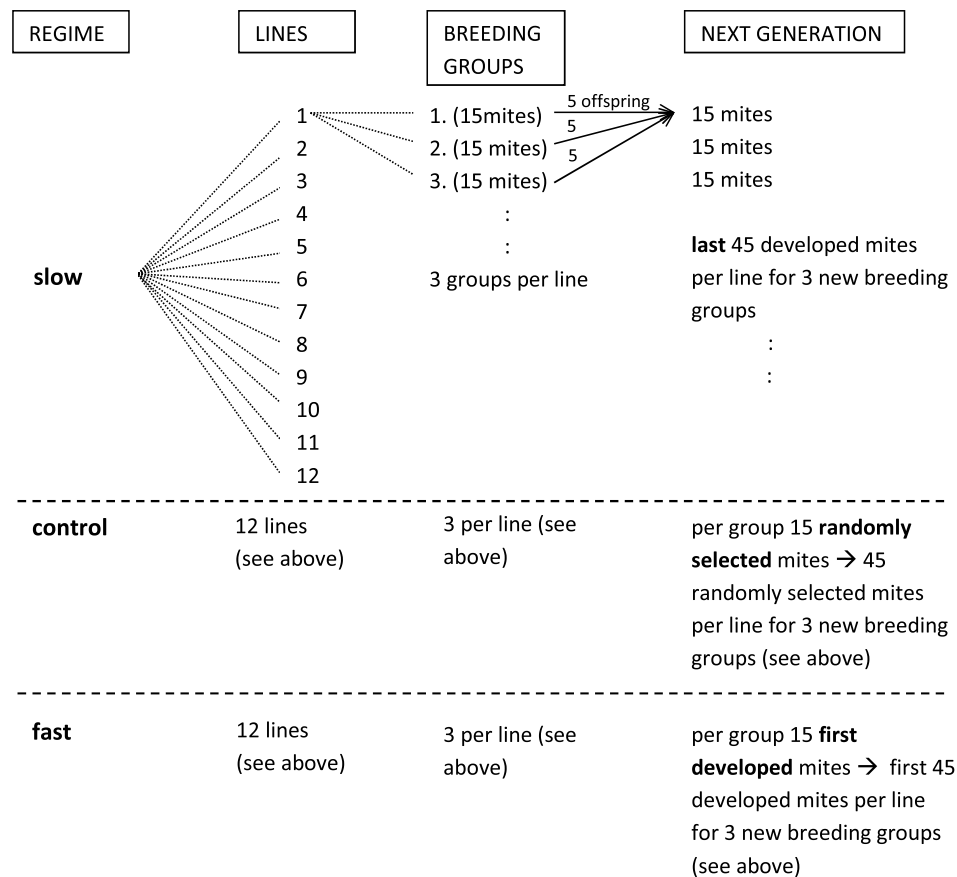 REGIME
LINES
BREEDING
GROUPS
NEXT GENERATION
slow
1
2
3
4
5
6
7
8
9
10
11
12
1. (15mites)
2. (15 mites)
3. (15 mites)
:
:
3 groups per line
5 offspring
5
5
15 mites
15 mites
15 mites
last 45 developed mites
per line for 3 new breeding
groups
:
:
control
12 lines
(see above)
3 per line (see
above)
per group 15 randomly
selected mites → 45
randomly selected mites
per line for 3 new breeding
groups (see above)
fast
12 lines
(see above)
3 per line (see
above)
per group 15 first
developed mites → first 45
developed mites per line
for 3 new breeding groups
(see above)